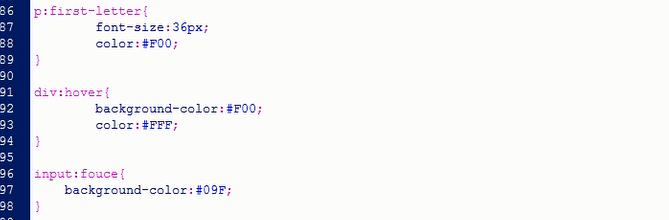 86 p:first-letter{
87 font-size:36px;
88 color:#F00;
89 }
90
91 div:hover{
92 background-color:#F00;
93 color:#FFF;
94 }
95
96 input:fouce{
97 background-color:#09F;
98 }